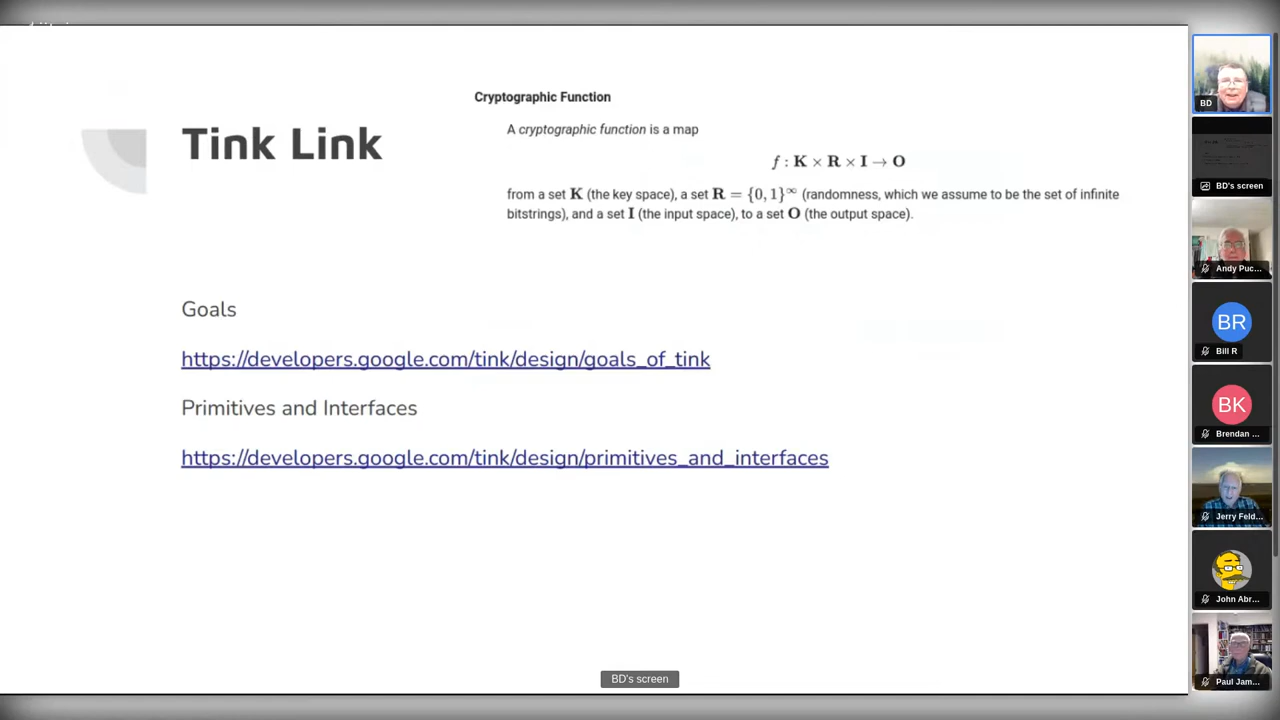 Tink Link
Cryptographic Function
A cryptographic function is a map
f : K × R × I → O
from a set K (the key space), a set R = {0, 1}^∞ (randomness, which we assume to be the set of infinite
bitstrings), and a set I (the input space), to a set O (the output space).
Goals
https://developers.google.com/tink/design/goals_of_tink
Primitives and Interfaces
https://developers.google.com/tink/design/primitives_and_interfaces
BD's screen
BD
BD's screen
Andy Puc...
BR
Bill R
BK
Brendan ...
Jerry Feld...
John Abr...
Paul Jam...